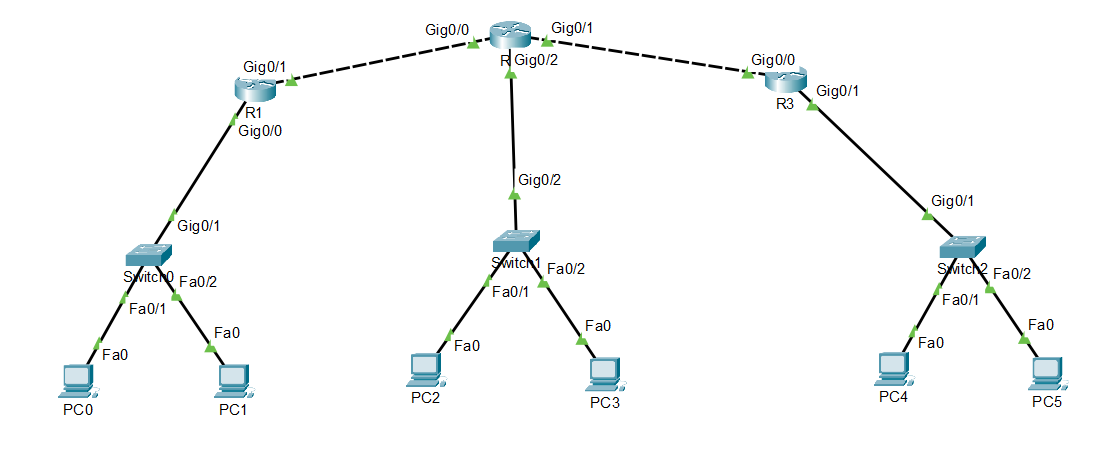 Gig0/0
Gig0/1
R
Gig0/2
Gig0/1
R1
Gig0/0
Gig0/0
R3
Gig0/1
Gig0/1
Switch0
Fa0/2
Fa0/1
Fa0
Fa0
PC0
PC1
Gig0/2
Switch1
Fa0/2
Fa0/1
Fa0
Fa0
PC2
PC3
Gig0/1
Switch2
Fa0/2
Fa0/1
Fa0
Fa0
PC4
PC5